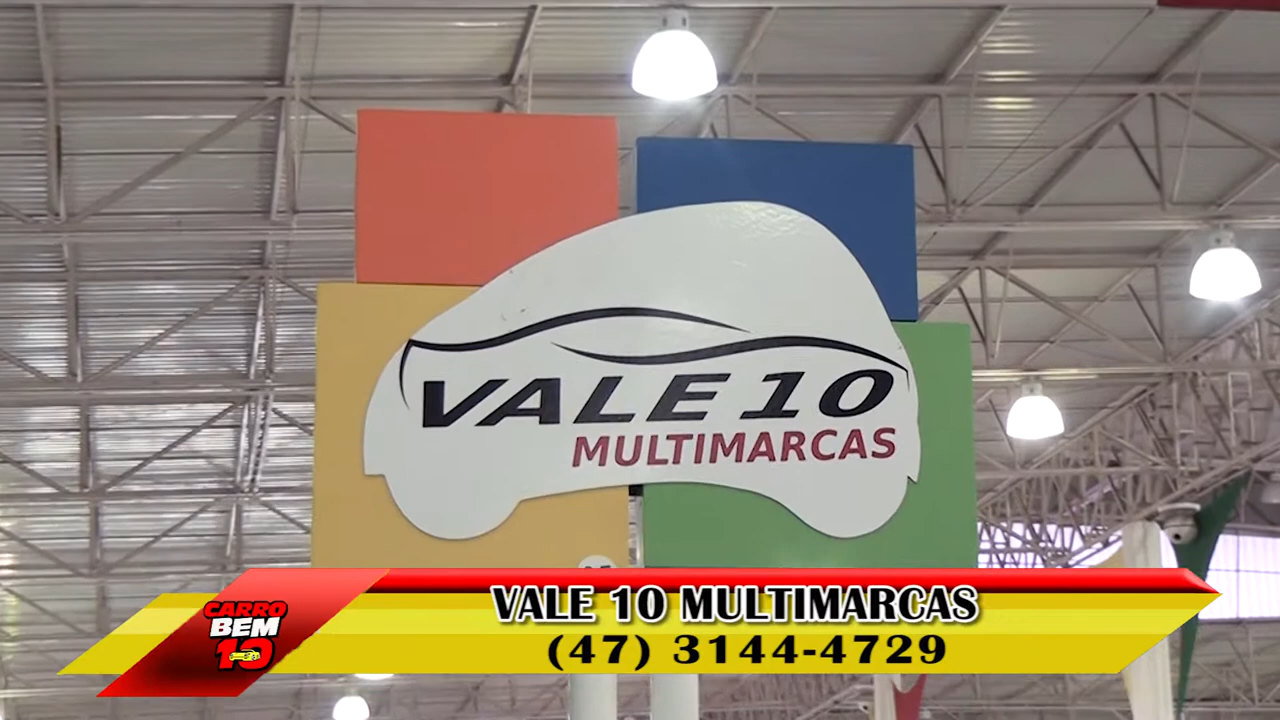 VALE 10
MULTIMARCAS
CARRO
BEM
10
VALE 10 MULTIMARCAS
(47) 3144-4729